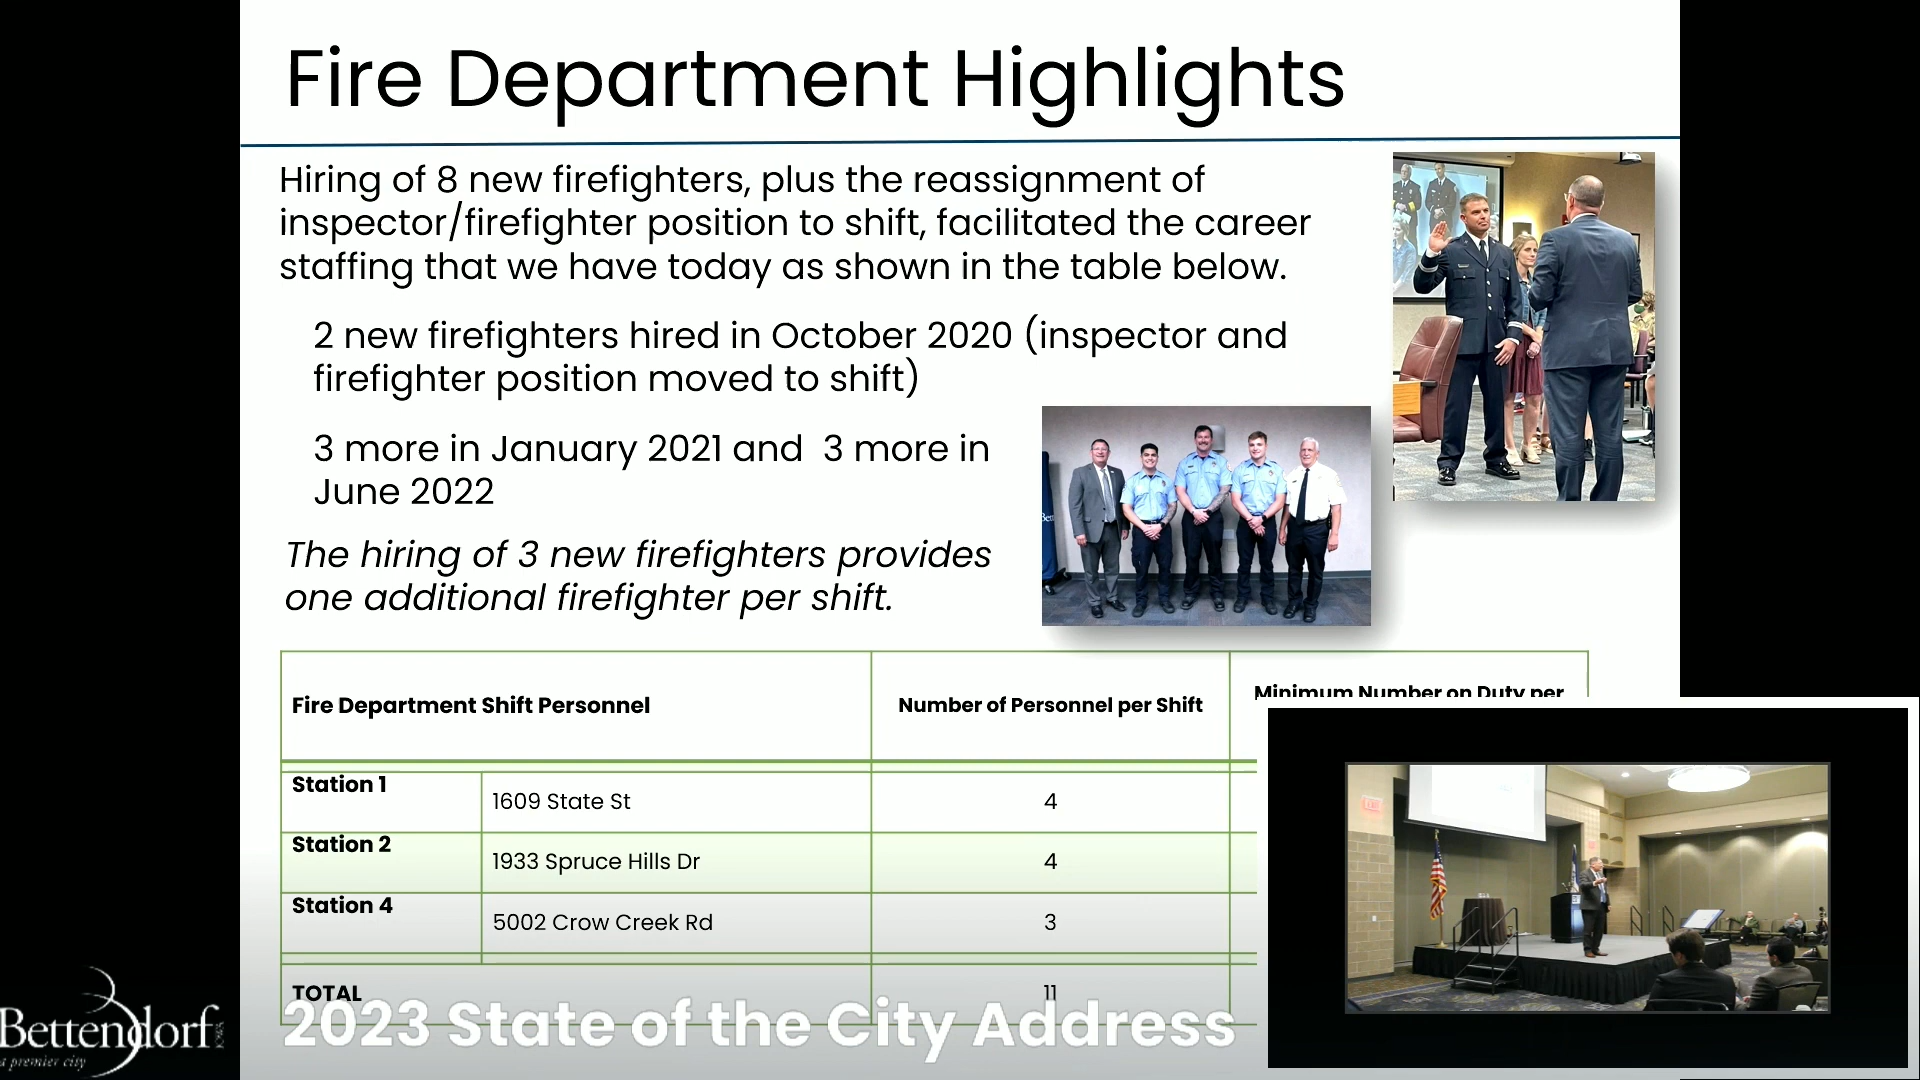 Fire Department Highlights
Hiring of 8 new firefighters, plus the reassignment of
inspector/firefighter position to shift, facilitated the career
staffing that we have today as shown in the table below.
2 new firefighters hired in October 2020 (inspector and
firefighter position moved to shift)
3 more in January 2021 and  3 more in
June 2022
The hiring of 3 new firefighters provides
one additional firefighter per shift.
Fire Department Shift Personnel
Number of Personnel per Shift
Minimum Number on Duty per
Station 1
1609 State St
4
Station 2
1933 Spruce Hills Dr
4
Station 4
5002 Crow Creek Rd
3
TOTAL
11
2023 State of the City Address
Bettendorf
a premier city